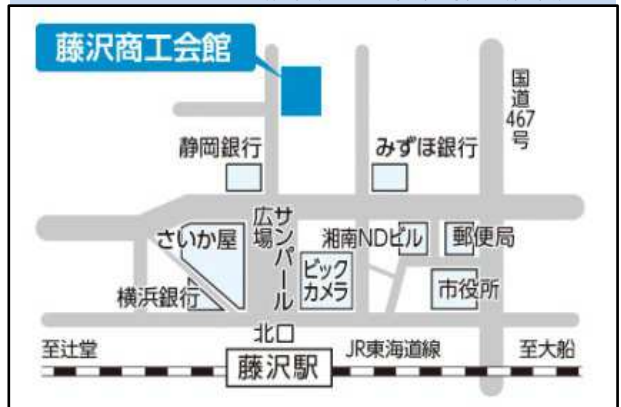 藤沢商工会館
国道467号
静岡銀行
みずほ銀行
サンパール
広場
さいか屋
湘南NDビル
郵便局
ビック
カメラ
横浜銀行
市役所
北口
至辻堂
JR東海道線
至大船
藤沢駅